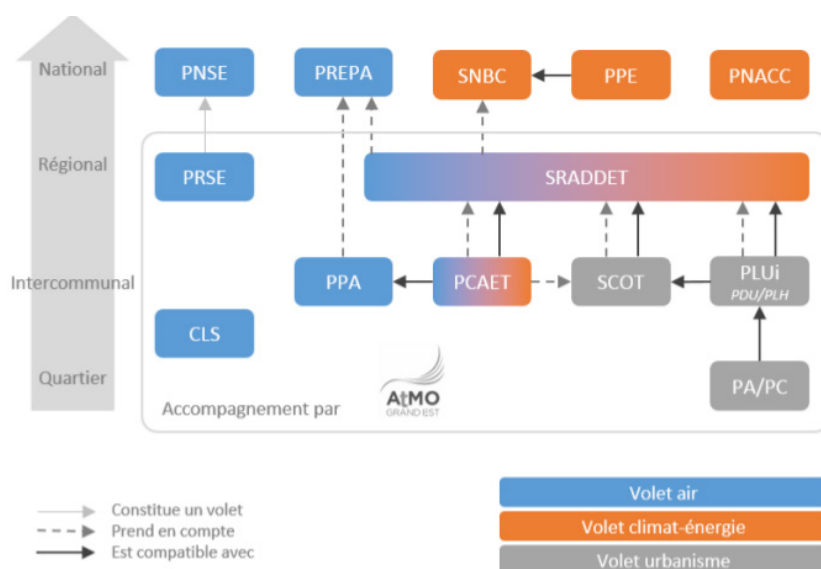 National
PNSE
PREPA
SNBC
PPE
PNACC
Régional
PRSE
SRADDET
Intercommunal
PPA
PCAET
SCOT
PLUi
PDU/PLH
CLS
Quartier
PA/PC
Accompagnement par
AtMO
GRAND EST
Constitue un volet
Prend en compte
Est compatible avec
Volet air
Volet climat-énergie
Volet urbanisme